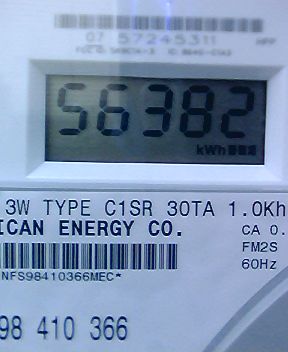 07 57245311
56382
kWh
3W TYPE C1SR 30TA 1.0Kh
ICAN ENERGY CO. CA 0.
FM2S
60Hz
NFS98410366MEC*
98 410 366